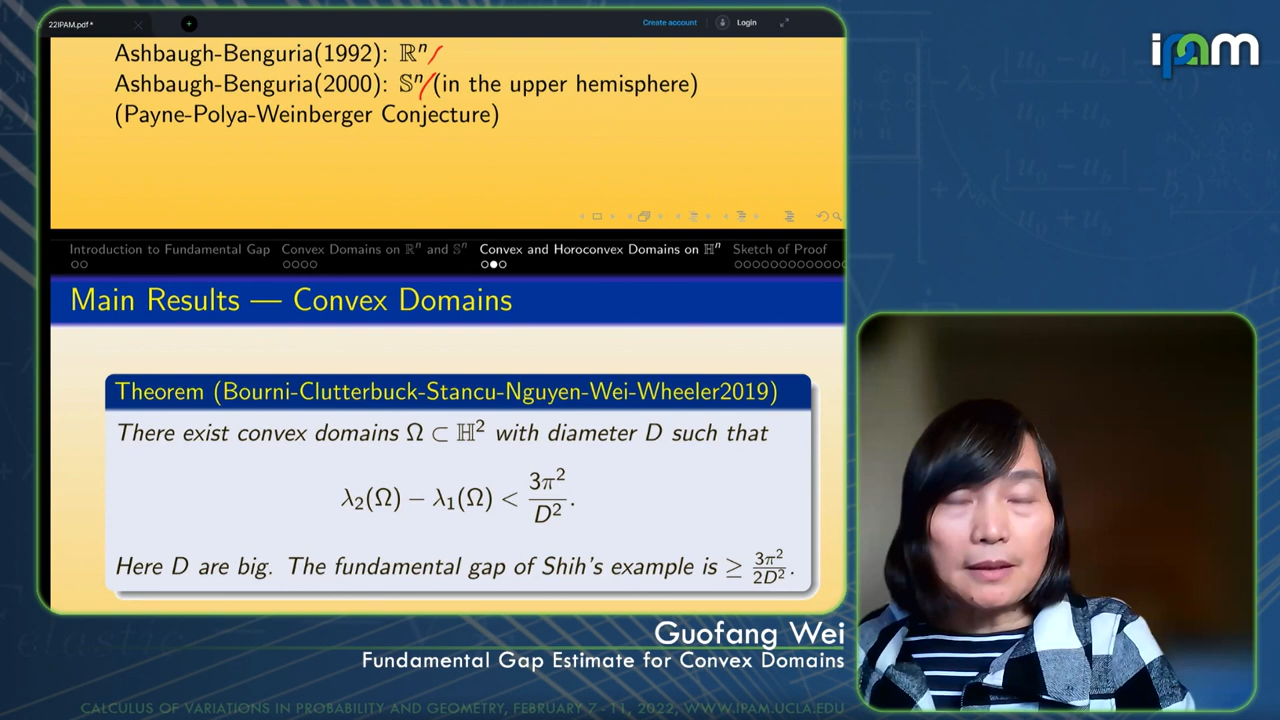 22IPAM.pdf*
Create account
Login
ipam
Ashbaugh-Benguria(1992): ℝⁿ
Ashbaugh-Benguria(2000): 𝕊ⁿ (in the upper hemisphere)
(Payne-Polya-Weinberger Conjecture)
Introduction to Fundamental Gap Convex Domains on ℝⁿ and 𝕊ⁿ Convex and Horoconvex Domains on ℍⁿ Sketch of Proof
Main Results — Convex Domains
Theorem (Bourni-Clutterbuck-Stancu-Nguyen-Wei-Wheeler2019)
There exist convex domains Ω ⊂ ℍ² with diameter D such that
λ₂(Ω) − λ₁(Ω) < 3π²/D².
Here D are big. The fundamental gap of Shih's example is ≥ 3π²/2D².
Guofang Wei
Fundamental Gap Estimate for Convex Domains
CALCULUS OF VARIATIONS IN PROBABILITY AND GEOMETRY, FEBRUARY 7 - 11, 2022, WWW.IPAM.UCLA.EDU